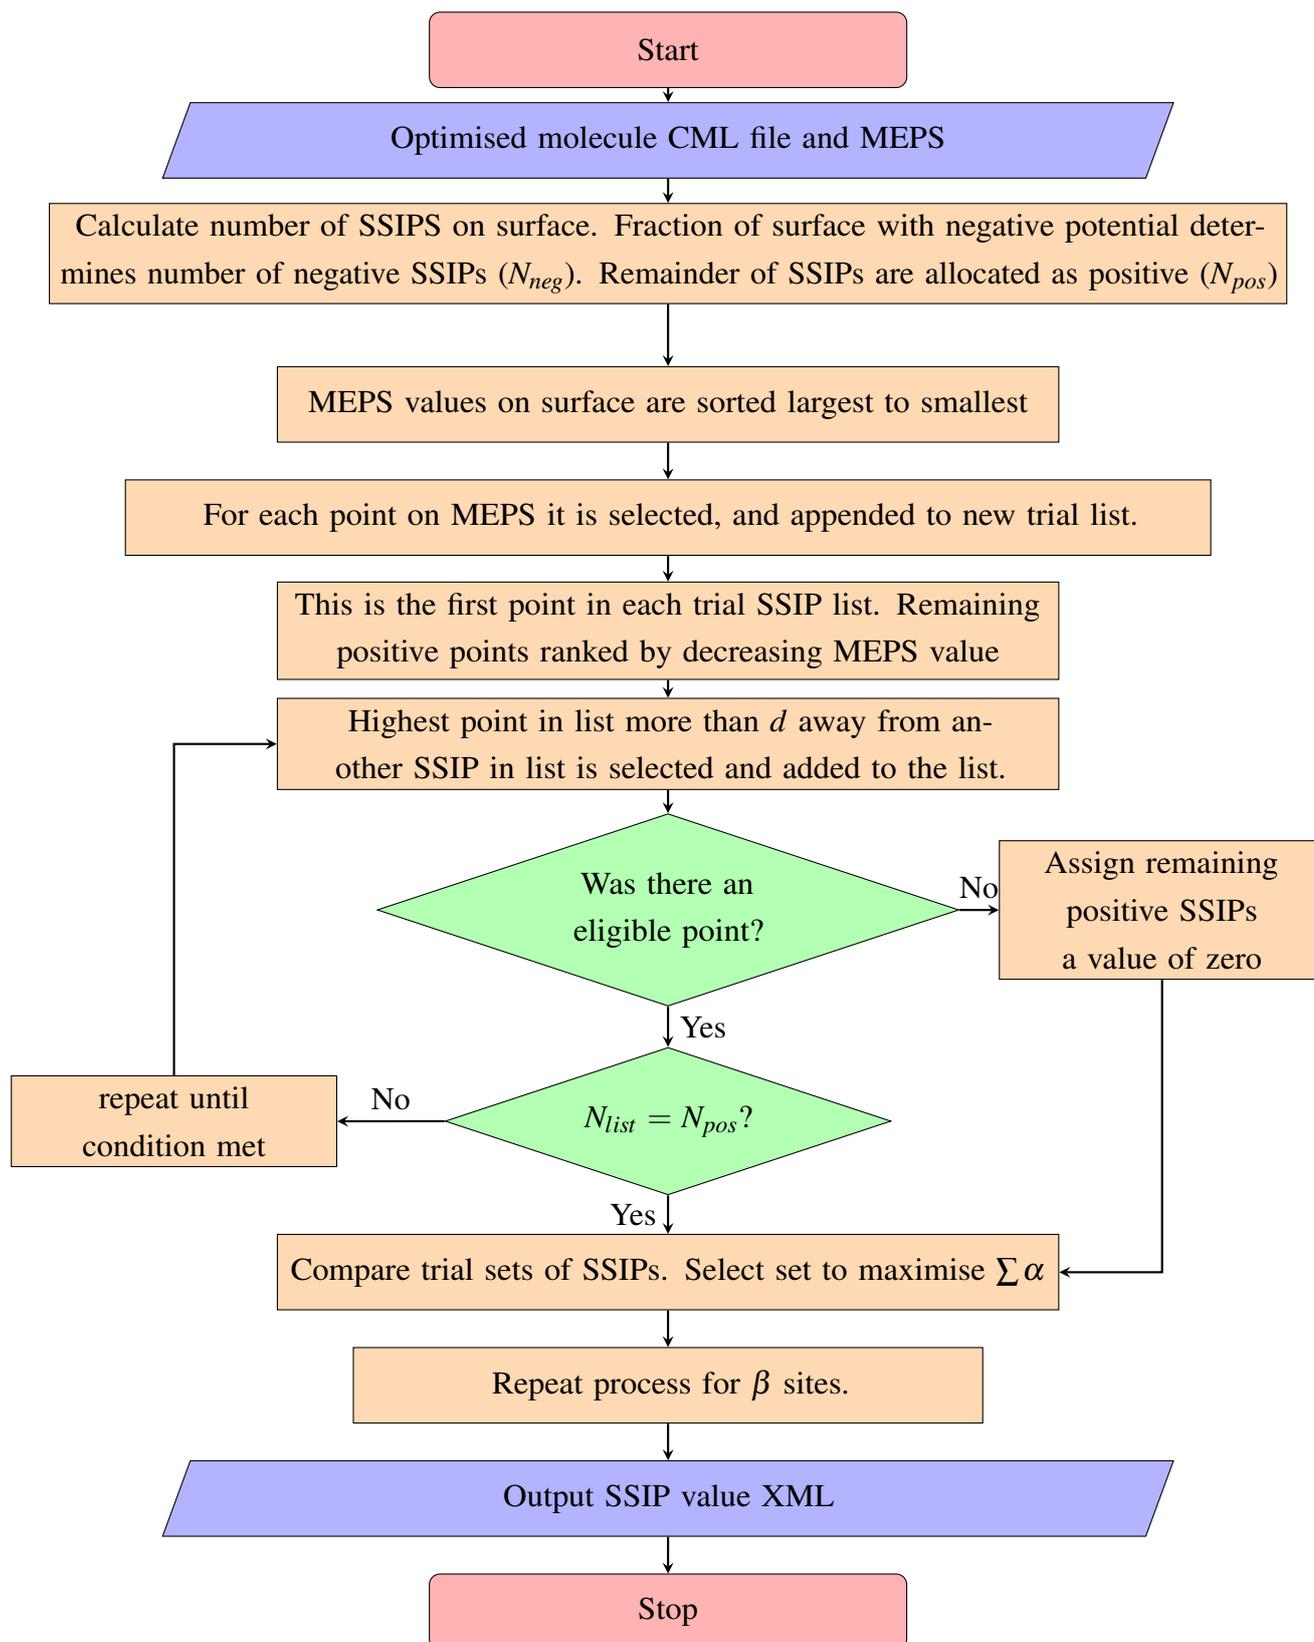 Start
Optimised molecule CML file and MEPS
Calculate number of SSIPS on surface. Fraction of surface with negative potential deter-
mines number of negative SSIPs (N_neg). Remainder of SSIPs are allocated as positive (N_pos)
MEPS values on surface are sorted largest to smallest
For each point on MEPS it is selected, and appended to new trial list.
This is the first point in each trial SSIP list. Remaining
positive points ranked by decreasing MEPS value
Highest point in list more than d away from an-
other SSIP in list is selected and added to the list.
Was there an
eligible point?
No
Assign remaining
positive SSIPs
a value of zero
Yes
N_list = N_pos?
No
repeat until
condition met
Yes
Compare trial sets of SSIPs. Select set to maximise ∑ α
Repeat process for β sites.
Output SSIP value XML
Stop